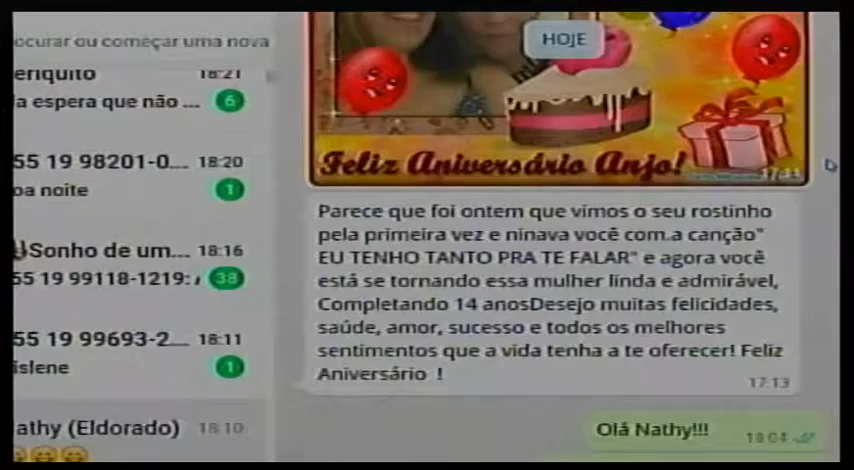 ocurar ou começar uma nova
eriquito 18:21
a espera que não ... 6
55 19 98201-0... 18:20
oa noite 1
Sonho de um... 18:16
55 19 99118-1219: 38
55 19 99693-2... 18:11
islene 1
athy (Eldorado) 18:10
HOJE
Feliz Aniversário Anjo!
Parece que foi ontem que vimos o seu rostinho
pela primeira vez e ninava você com.a canção"
EU TENHO TANTO PRA TE FALAR" e agora você
está se tornando essa mulher linda e admirável,
Completando 14 anosDesejo muitas felicidades,
saúde, amor, sucesso e todos os melhores
sentimentos que a vida tenha a te oferecer! Feliz
Aniversário !
17:13
Olá Nathy!!! 18:04